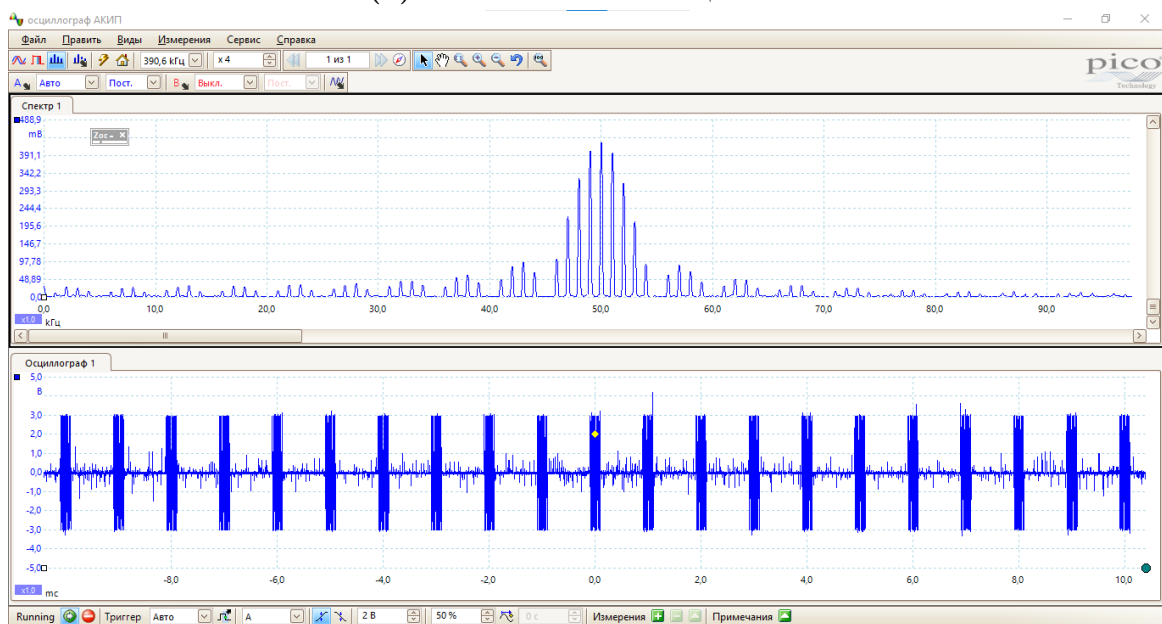 осциллограф АКИП
Файл Править Виды Измерения Сервис Справка
390,6 кГц x 4 1 из 1
pico
Technology
A Авто Пост. B Выкл. Пост.
Спектр 1
488,9
мВ
391,1
342,2
293,3
244,4
195,6
146,7
97,78
48,89
0,0
0,0 10,0 20,0 30,0 40,0 50,0 60,0 70,0 80,0 90,0
x1.0 кГц
Осциллограф 1
5,0
В
3,0
2,0
1,0
0,0
-1,0
-2,0
-3,0
-4,0
-5,0
-8,0 -6,0 -4,0 -2,0 0,0 2,0 4,0 6,0 8,0 10,0
x1.0 мс
Running Триггер Авто A 2 В 50 % 0 с Измерения Примечания